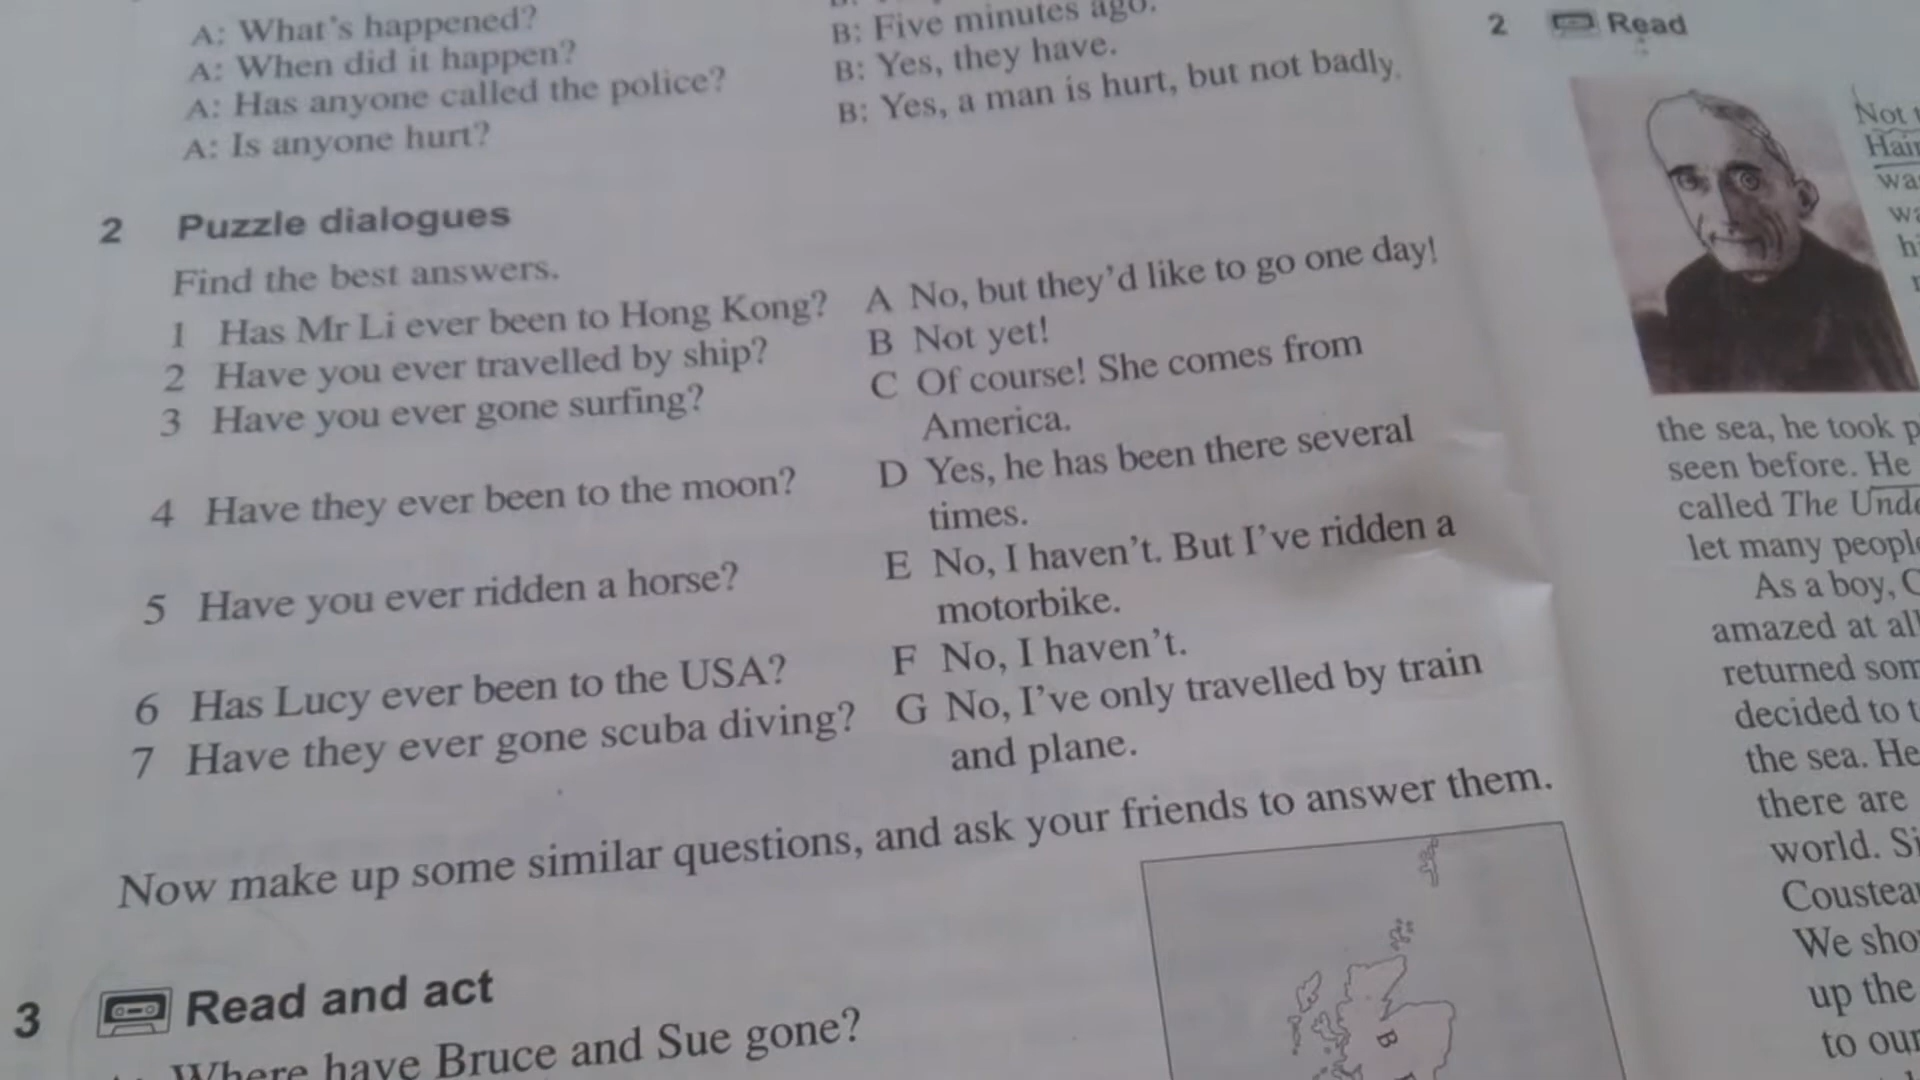 A: What's happened?
A: When did it happen?
B: Five minutes ago.
A: Has anyone called the police?
B: Yes, they have.
A: Is anyone hurt?
B: Yes, a man is hurt, but not badly.
2 Puzzle dialogues
Find the best answers.
1 Has Mr Li ever been to Hong Kong?
2 Have you ever travelled by ship?
3 Have you ever gone surfing?
4 Have they ever been to the moon?
5 Have you ever ridden a horse?
6 Has Lucy ever been to the USA?
7 Have they ever gone scuba diving?
A No, but they'd like to go one day!
B Not yet!
C Of course! She comes from
America.
D Yes, he has been there several
times.
E No, I haven't. But I've ridden a
motorbike.
F No, I haven't.
G No, I've only travelled by train
and plane.
Now make up some similar questions, and ask your friends to answer them.
3 Read and act
Where have Bruce and Sue gone?
B
2 Read
Not
the sea, he took
seen before. He
called The
let many
As a boy,
amazed at
returned
decided to
the sea. He
there are
world.
We
up the
to